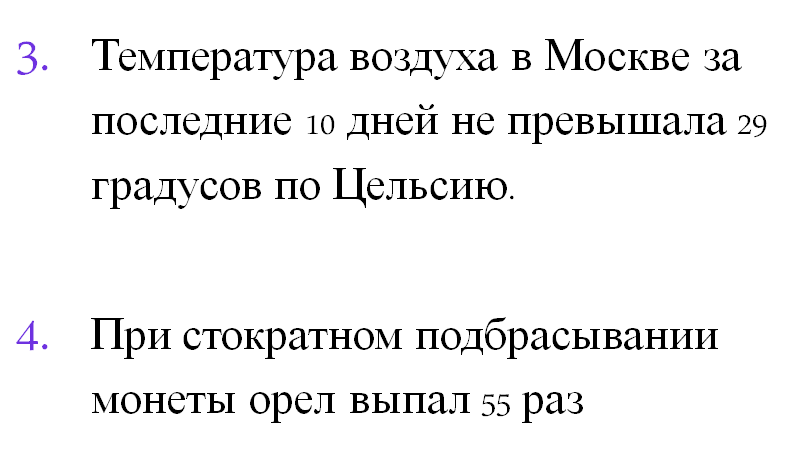 3. Температура воздуха в Москве за
последние 10 дней не превышала 29
градусов по Цельсию.
4. При стократном подбрасывании
монеты орел выпал 55 раз